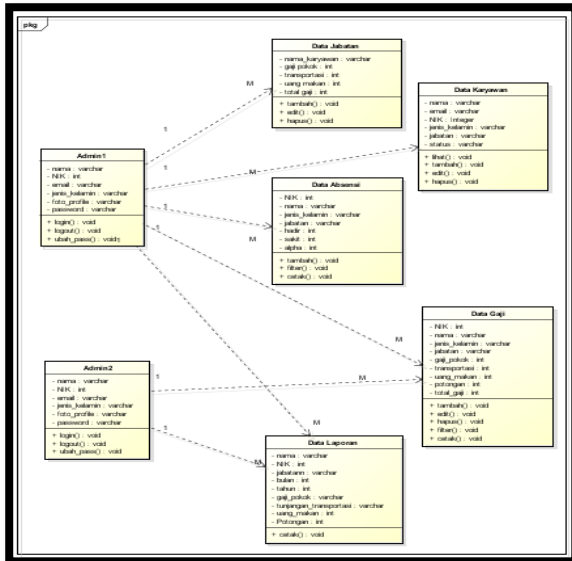 pkg
Data Jabatan
- nama_karyawan : varchar
- gaji pokok : int
- transportasi : int
- uang makan : int
- total gaji : int
+ tambah() : void
+ edit() : void
+ hapus() : void
Data Karyawan
- nama : varchar
- email : varchar
- NIK : Integer
- jenis_kelamin : varchar
- jabatan : varchar
- status : varchar
+ lihat() : void
+ tambah() : void
+ edit() : void
+ hapus() : void
Admin1
- nama : varchar
- NIK : int
- email : varchar
- jenis_kelamin : varchar
- foto_profile : varchar
- password : varchar
+ login() : void
+ logout() : void
+ ubah_pass() : void
Data Absensi
- NIK : int
- nama : varchar
- jenis_kelamin : varchar
- jabatan : varchar
- hadir : int
- sakit : int
- alpha : int
+ tambah() : void
+ filter() : void
+ cetak() : void
Data Gaji
- NIK : int
- nama : varchar
- jenis_kelamin : varchar
- jabatan : varchar
- gaji_pokok : int
- transportasi : int
- uang_makan : int
- potongan : int
- total_gaji : int
+ tambah() : void
+ edit() : void
+ hapus() : void
+ filter() : void
+ cetak() : void
Admin2
- nama : varchar
- NIK : int
- email : varchar
- jenis_kelamin : varchar
- foto_profile : varchar
- password : varchar
+ login() : void
+ logout() : void
+ ubah_pass() : void
Data Laporan
- nama : varchar
- NIK : int
- jabatann : varchar
- bulan : int
- tahun : int
- gaji_pokok : varchar
- tunjangan_transportasi : varchar
- uang_makan : int
- Potongan : int
+ cetak() : void
1
M
1
M
1
M
1
M
M
1
M
1
M